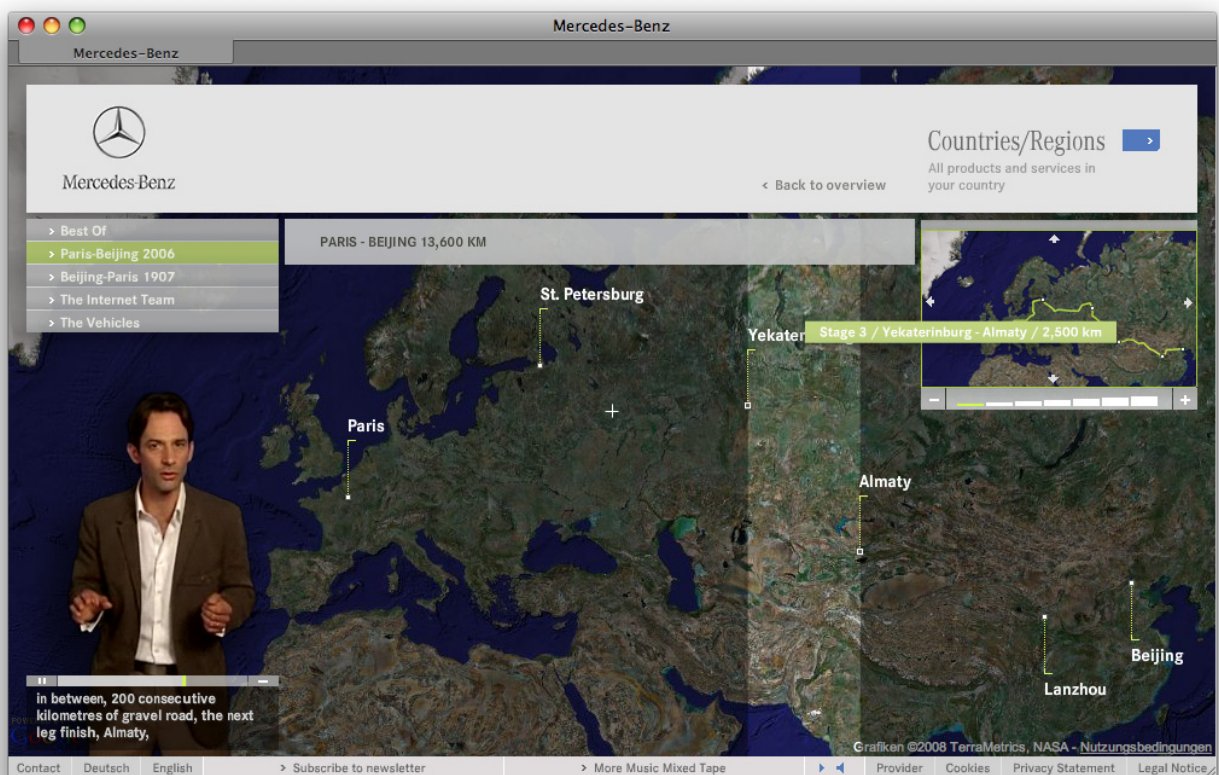 Mercedes-Benz
Mercedes-Benz
Mercedes-Benz
Countries/Regions
All products and services in
your country
< Back to overview
> Best Of
> Paris-Beijing 2006
> Beijing-Paris 1907
> The Internet Team
> The Vehicles
PARIS - BEIJING 13,600 KM
St. Petersburg
Yekater
Stage 3 / Yekaterinburg - Almaty / 2,500 km
Paris
Almaty
Beijing
Lanzhou
in between, 200 consecutive
kilometres of gravel road, the next
leg finish, Almaty,
Grafiken ©2008 TerraMetrics, NASA - Nutzungsbedingungen
Contact Deutsch English > Subscribe to newsletter > More Music Mixed Tape Provider Cookies Privacy Statement Legal Notice